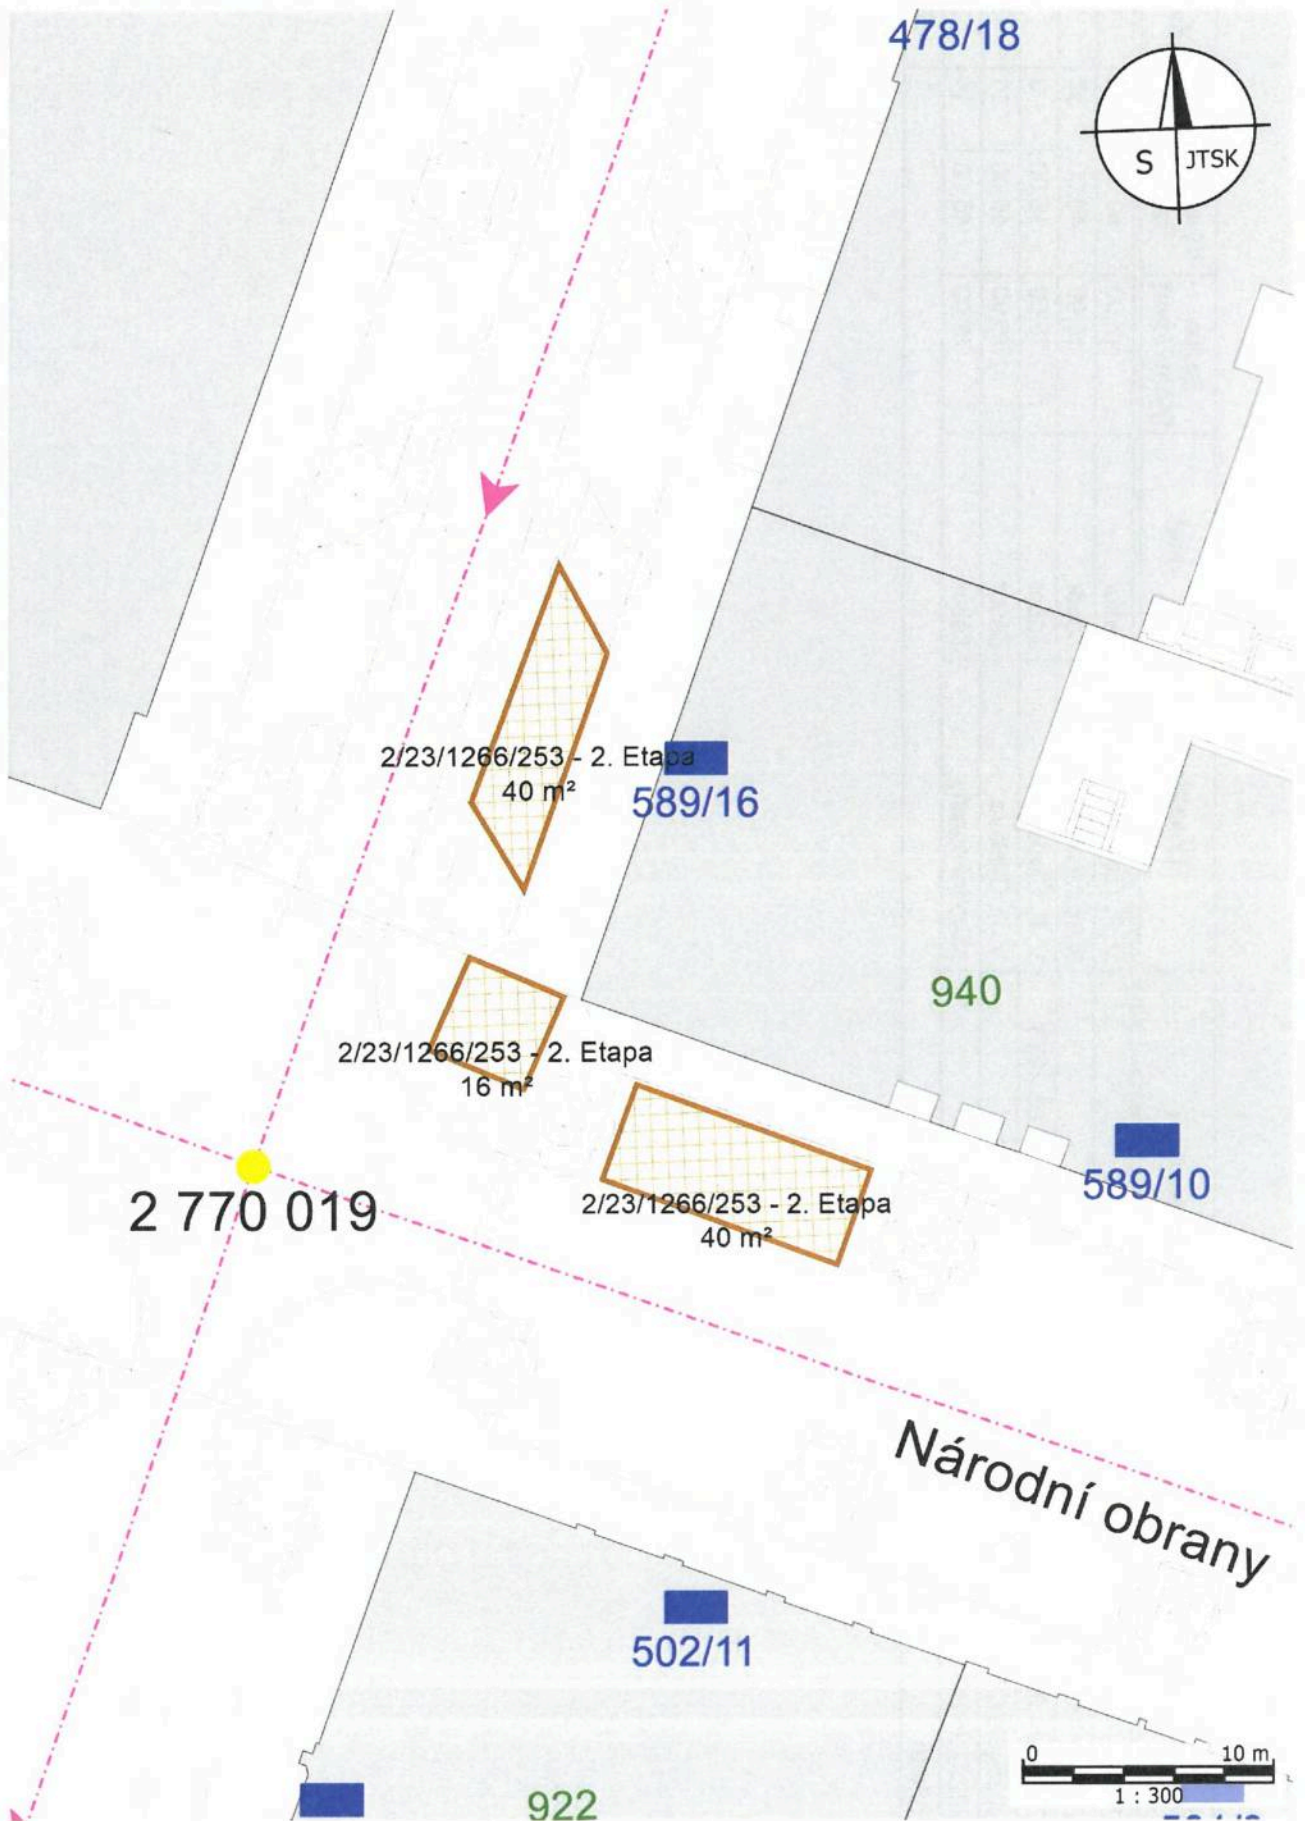 478/18
S JTSK
2/23/1266/253 - 2. Etapa
40 m²
589/16
940
2/23/1266/253 - 2. Etapa
16 m²
589/10
2 770 019
2/23/1266/253 - 2. Etapa
40 m²
Národní obrany
502/11
0 10 m
1 : 300
922